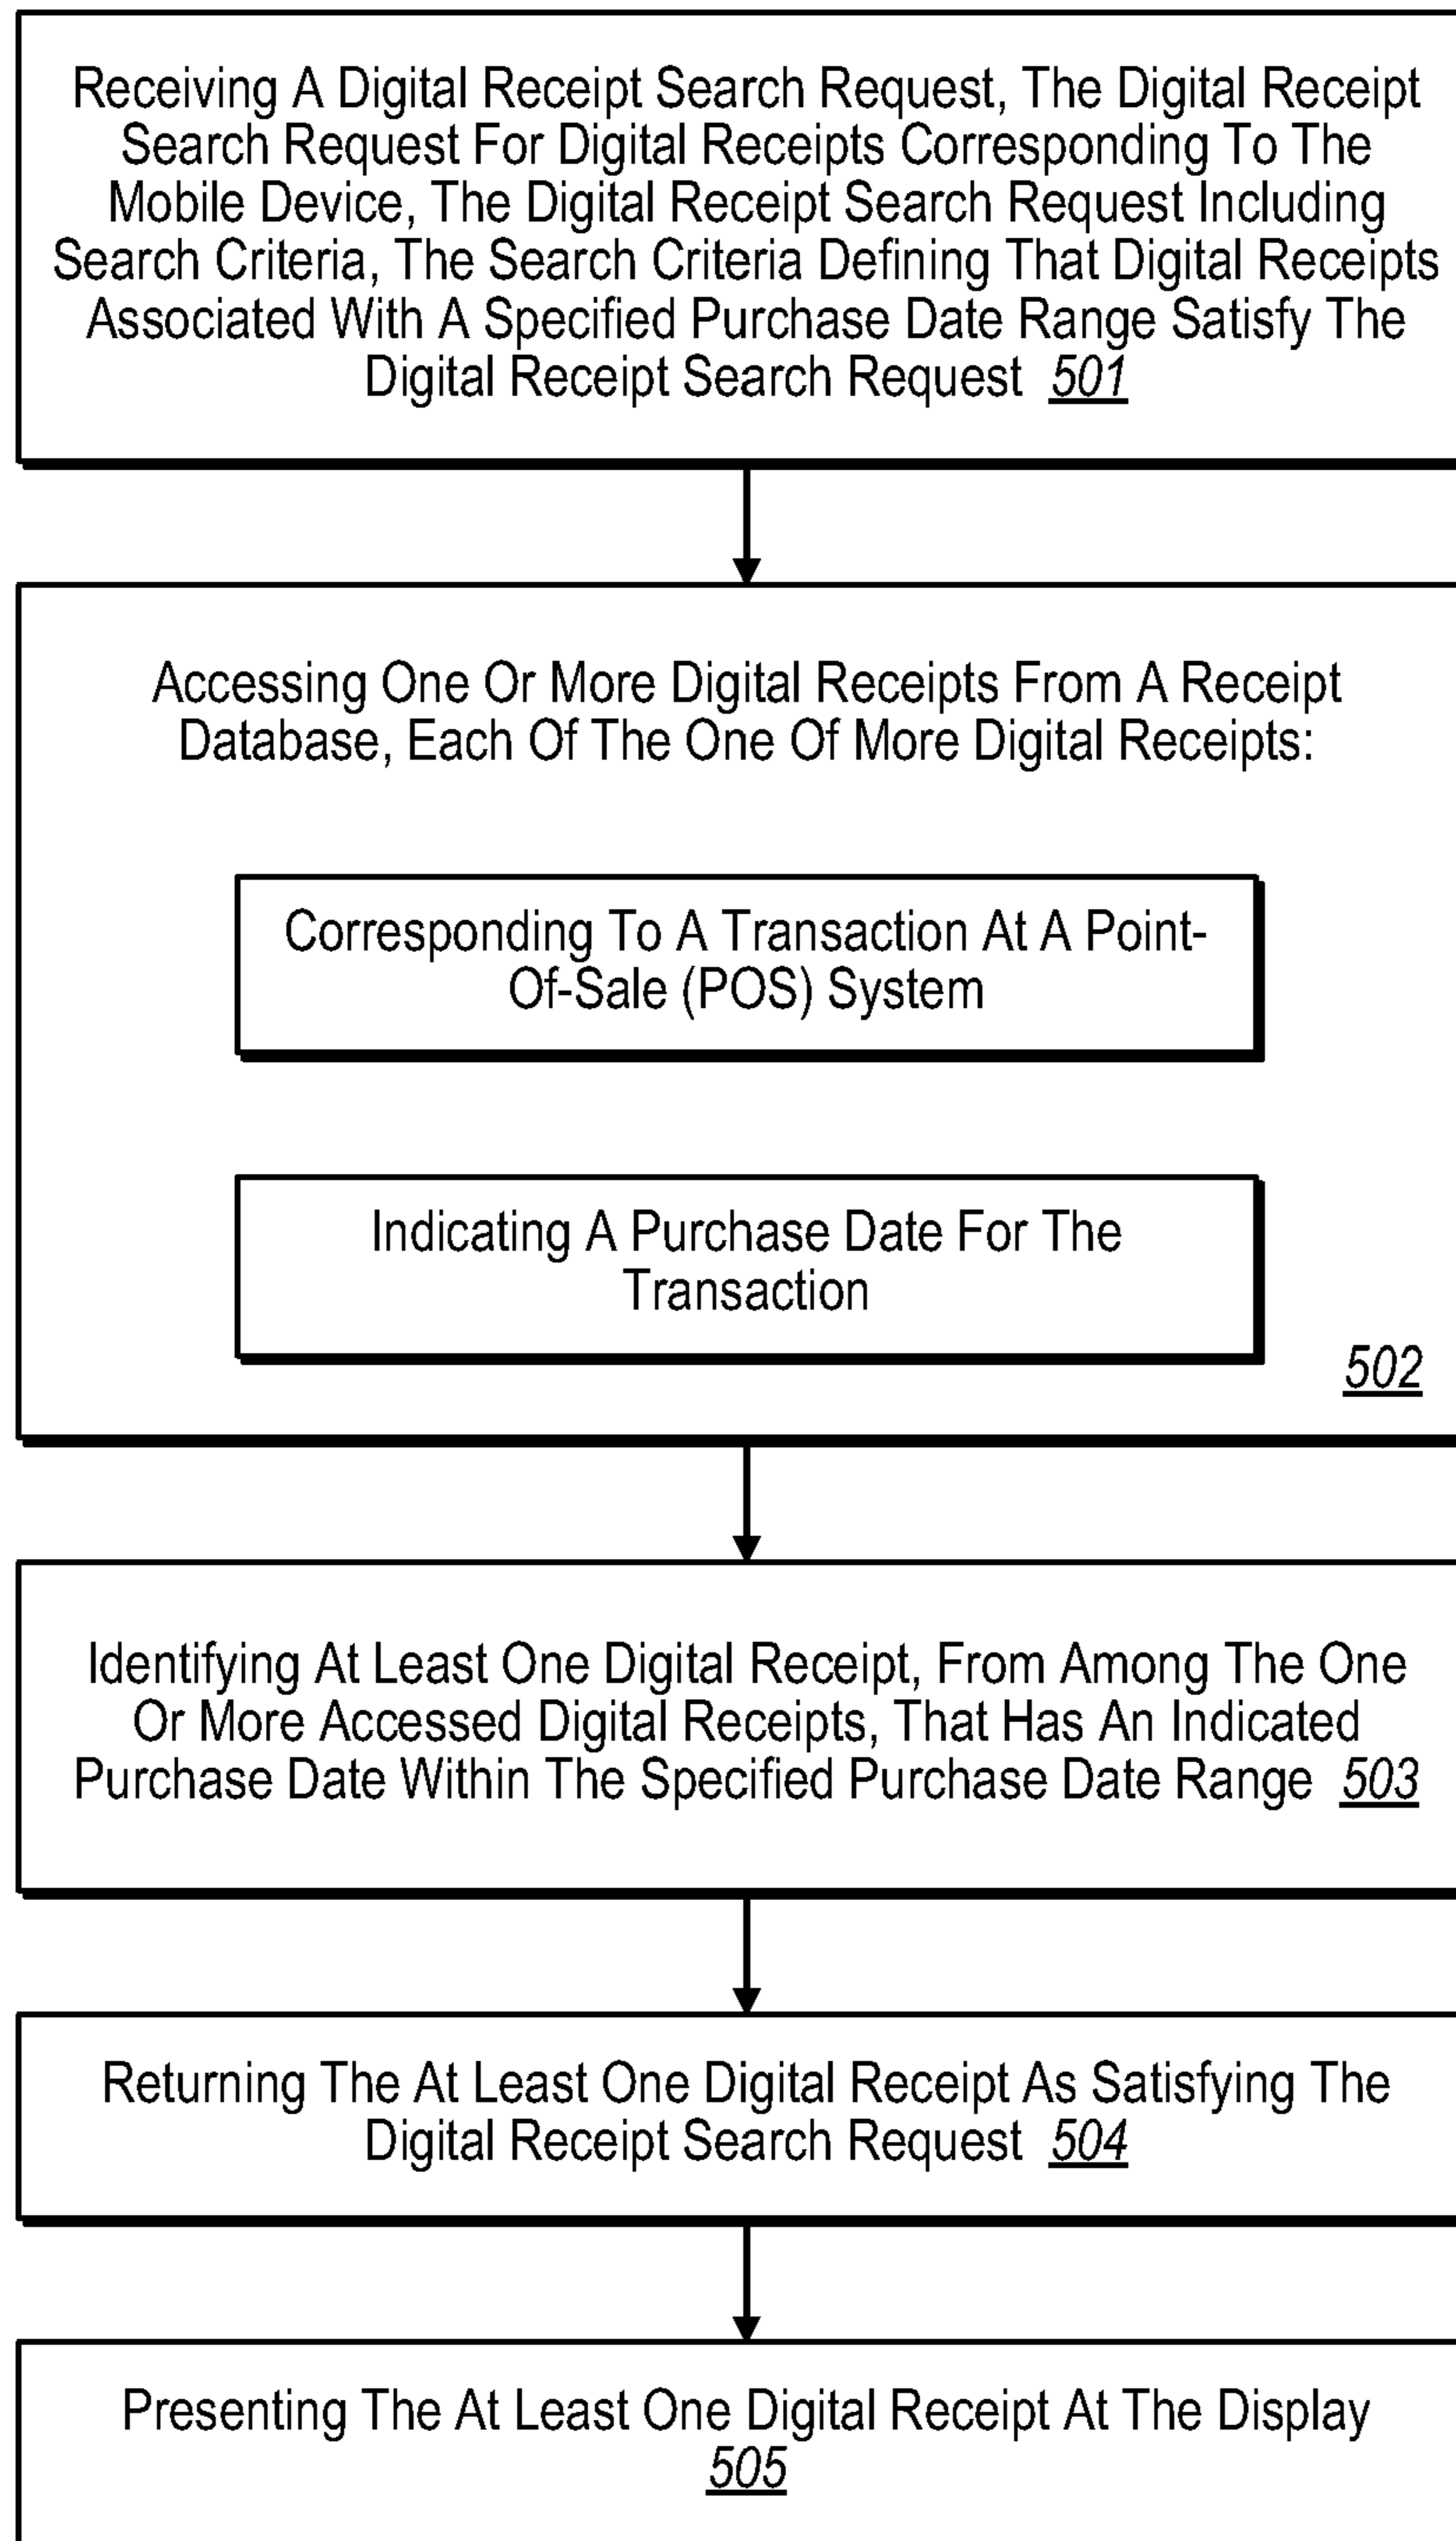 Receiving A Digital Receipt Search Request, The Digital Receipt
Search Request For Digital Receipts Corresponding To The
Mobile Device, The Digital Receipt Search Request Including
Search Criteria, The Search Criteria Defining That Digital Receipts
Associated With A Specified Purchase Date Range Satisfy The
Digital Receipt Search Request 501
Accessing One Or More Digital Receipts From A Receipt
Database, Each Of The One Of More Digital Receipts:
Corresponding To A Transaction At A Point-
Of-Sale (POS) System
Indicating A Purchase Date For The
Transaction
502
Identifying At Least One Digital Receipt, From Among The One
Or More Accessed Digital Receipts, That Has An Indicated
Purchase Date Within The Specified Purchase Date Range 503
Returning The At Least One Digital Receipt As Satisfying The
Digital Receipt Search Request 504
Presenting The At Least One Digital Receipt At The Display
505